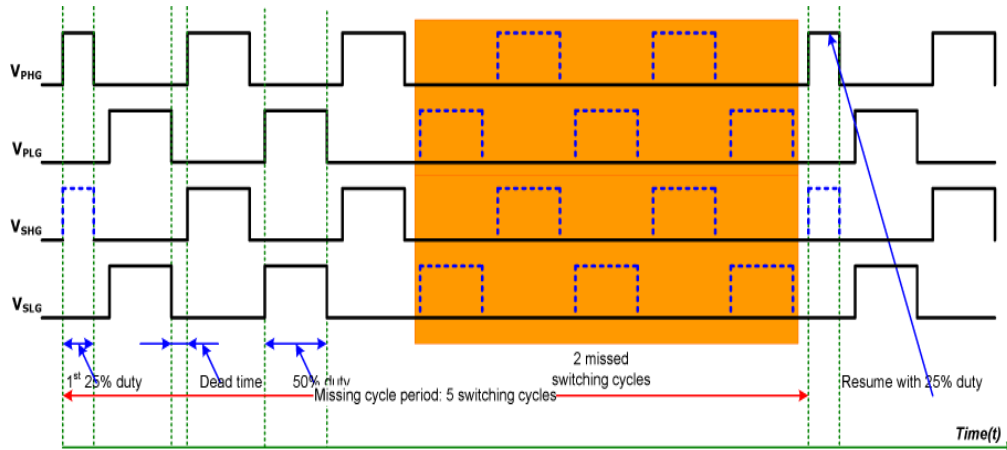 VPHG
VPLG
VSHG
VSLG
2 missed
switching cycles
1st 25% duty
Dead time
50% duty
Resume with 25% duty
Missing cycle period: 5 switching cycles
Time(t)